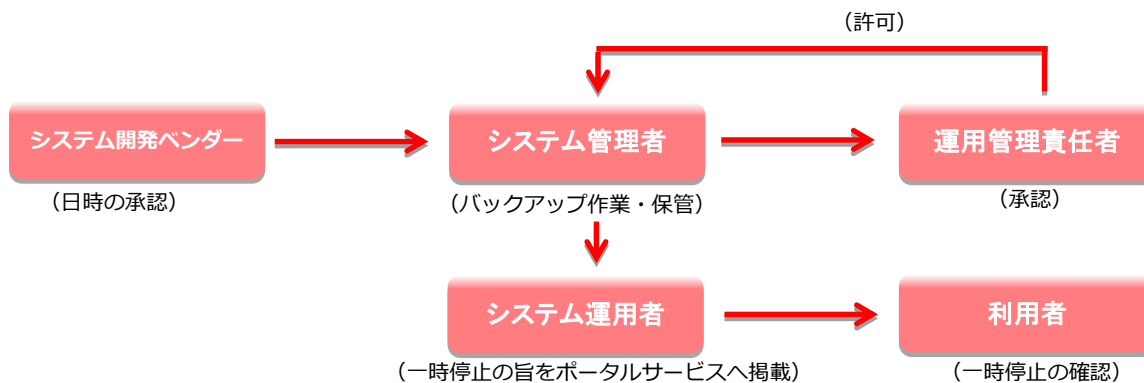 （許可）
システム開発ベンダー
システム管理者
運用管理責任者
（日時の承認）
（バックアップ作業・保管）
（承認）
システム運用者
利用者
（一時停止の旨をポータルサービスへ掲載）
（一時停止の確認）